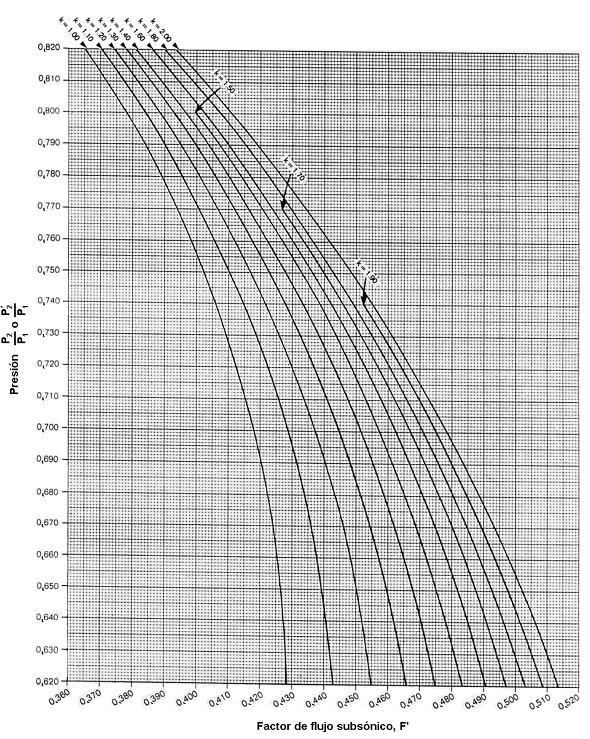 k = 1.00
k = 1.10
k = 1.20
k = 1.30
k = 1.40
k = 1.60
k = 1.80
k = 2.00
k = 1.50
k = 1.70
k = 1.90
0,820
0,810
0,800
0,790
0,780
0,770
0,760
0,750
0,740
0,730
0,720
0,710
0,700
0,690
0,680
0,670
0,660
0,650
0,640
0,630
0,620
Presión P2/P1 o P'2/P1
0,360 0,370 0,380 0,390 0,400 0,410 0,420 0,430 0,440 0,450 0,460 0,470 0,480 0,490 0,500 0,510 0,520
Factor de flujo subsónico, F'